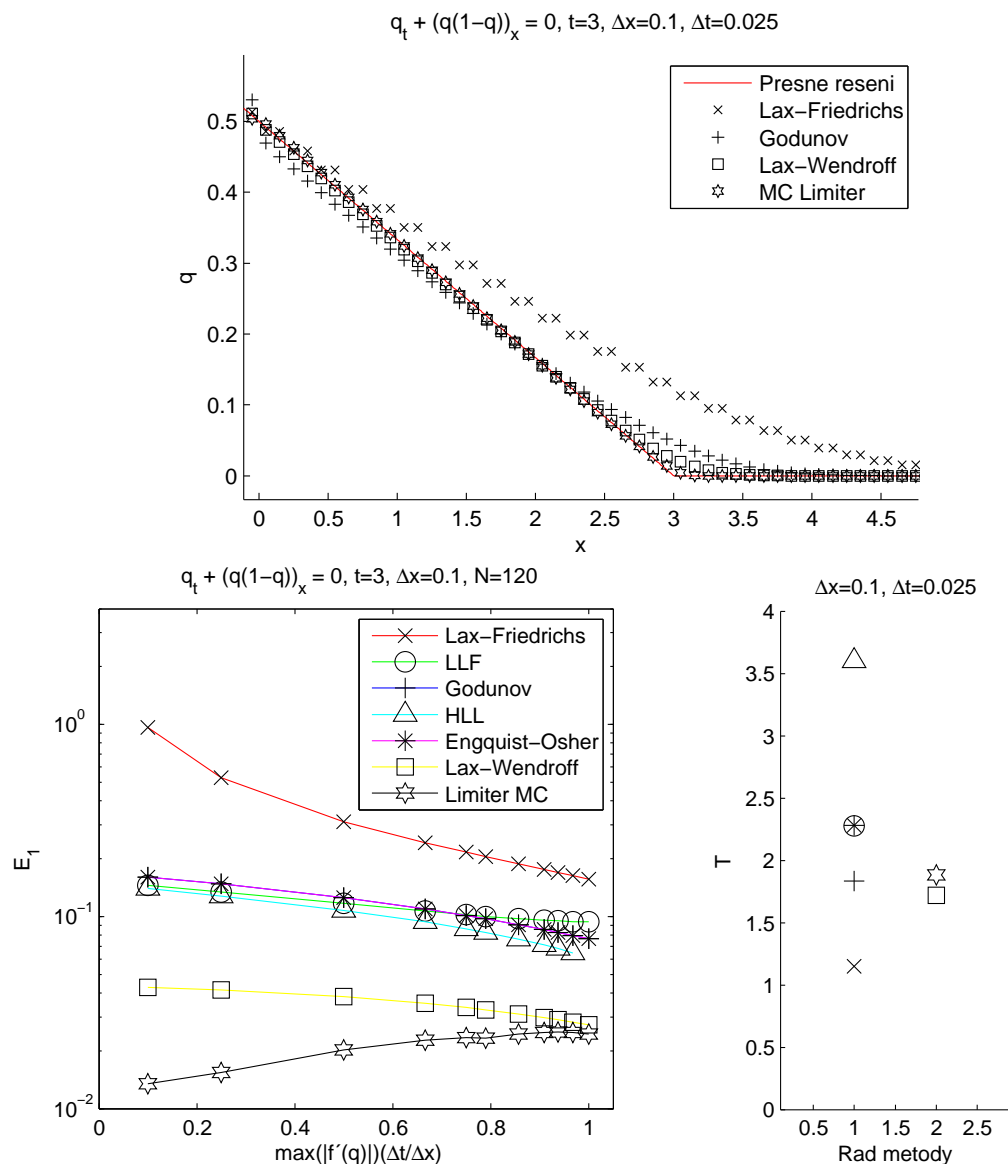 q_t + (q(1−q))_x = 0, t=3, Δx=0.1, Δt=0.025
Presne reseni
Lax−Friedrichs
Godunov
Lax−Wendroff
MC Limiter
q
0.5
0.4
0.3
0.2
0.1
0
0 0.5 1 1.5 2 2.5 3 3.5 4 4.5
x
q_t + (q(1−q))_x = 0, t=3, Δx=0.1, N=120
Lax−Friedrichs
LLF
Godunov
HLL
Engquist−Osher
Lax−Wendroff
Limiter MC
E_1
10^0
10^−1
10^−2
0 0.2 0.4 0.6 0.8 1
max(|f´(q)|)(Δt/Δx)
Δx=0.1, Δt=0.025
T
4
3.5
3
2.5
2
1.5
1
0.5
0
0.5 1 1.5 2 2.5
Rad metody